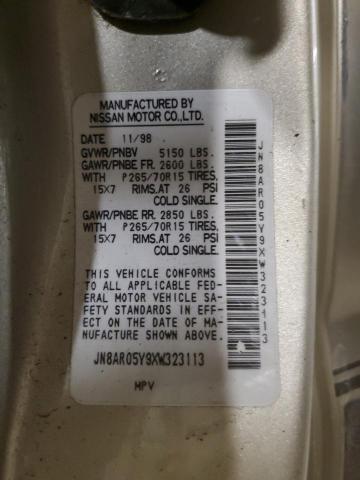 MANUFACTURED BY
NISSAN MOTOR CO.,LTD.
DATE 11/98
GVWR/PNBV 5150 LBS.
GAWR/PNBE FR. 2600 LBS.
WITH P265/70R15 TIRES,
15X7 RIMS,AT 26 PSI
COLD SINGLE.
GAWR/PNBE RR. 2850 LBS.
WITH P265/70R15 TIRES,
15X7 RIMS,AT 26 PSI
COLD SINGLE.
THIS VEHICLE CONFORMS
TO ALL APPLICABLE FED-
ERAL MOTOR VEHICLE SA-
FETY STANDARDS IN EFF-
ECT ON THE DATE OF MA-
NUFACTURE SHOWN ABOVE.
JN8AR05Y9XW323113
MPV
JN8AR05Y9XW323113